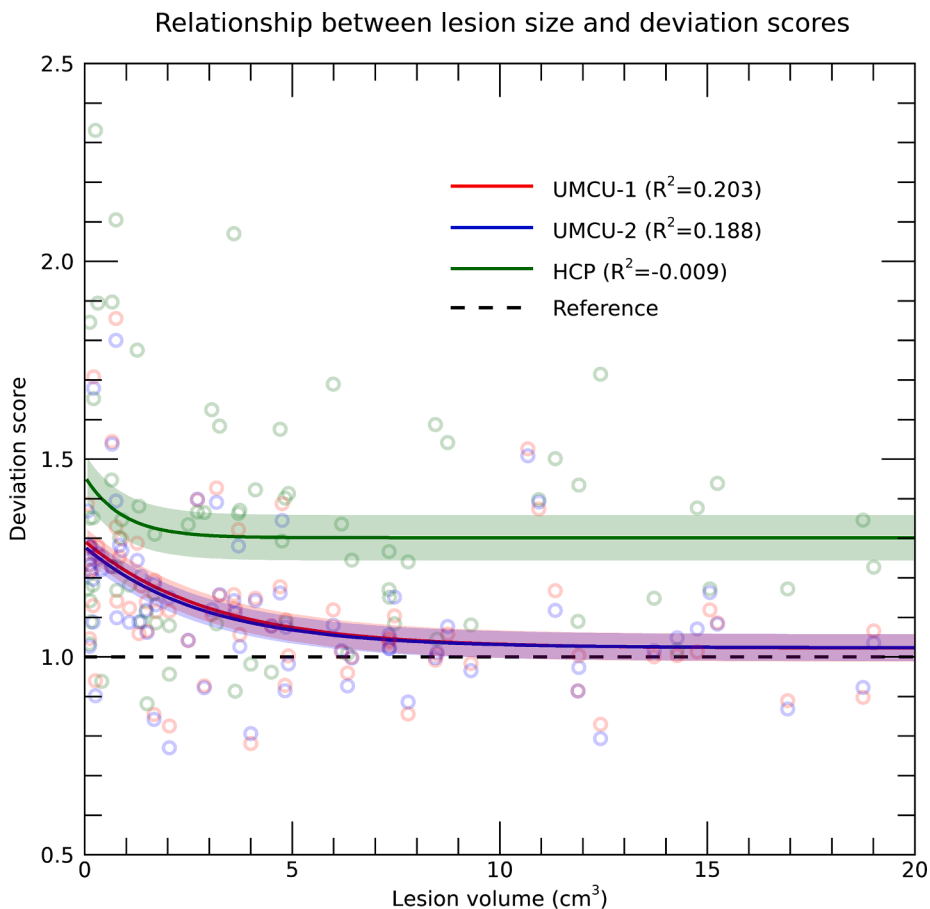 Relationship between lesion size and deviation scores
2.5
2.0
1.5
1.0
0.5
Deviation score
UMCU-1 (R²=0.203)
UMCU-2 (R²=0.188)
HCP (R²=-0.009)
Reference
0
5
10
15
20
Lesion volume (cm³)